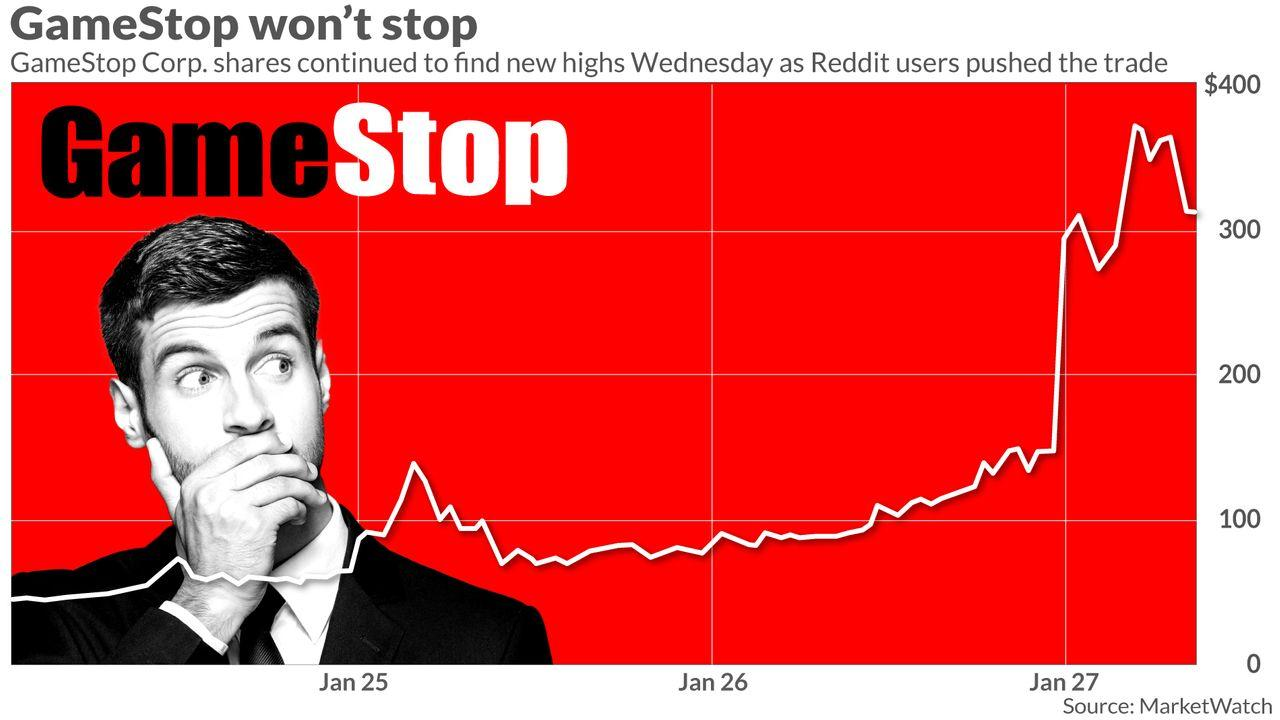 GameStop won’t stop
GameStop Corp. shares continued to find new highs Wednesday as Reddit users pushed the trade
$400
GameStop
300
200
100
0
Jan 25 Jan 26 Jan 27
Source: MarketWatch